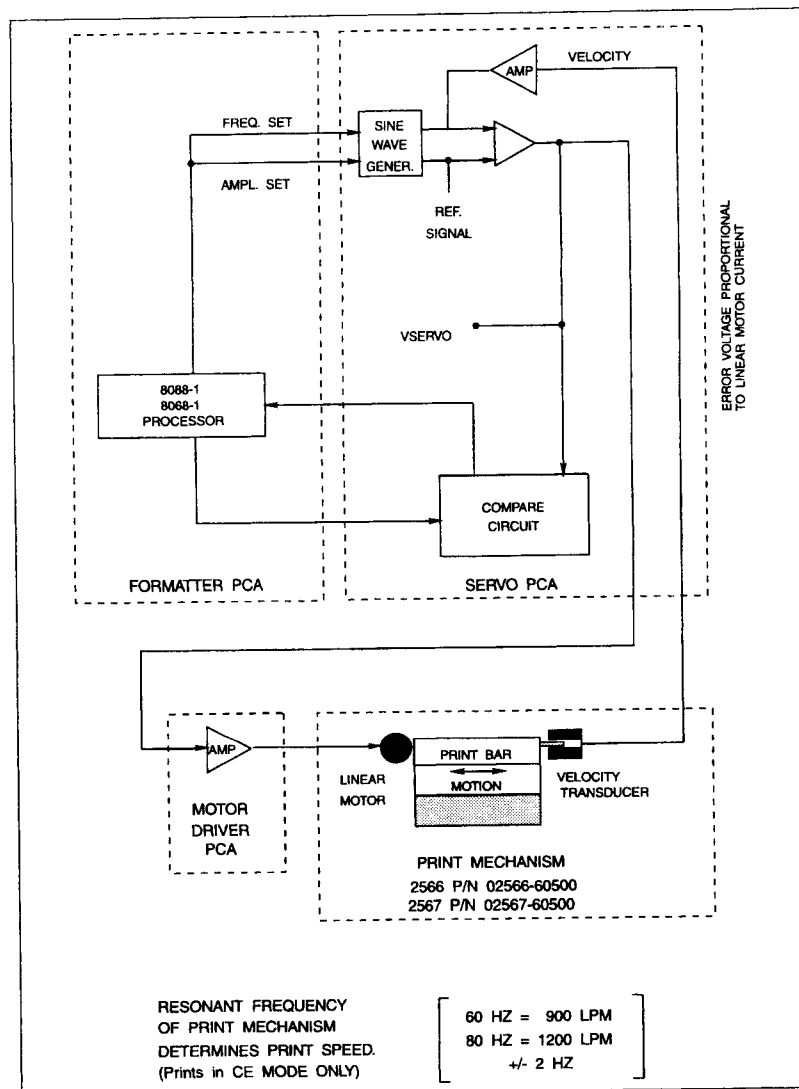 VELOCITY
AMP
FREQ. SET
AMPL. SET
SINE
WAVE
GENER.
REF.
SIGNAL
VSERVO
ERROR VOLTAGE PROPORTIONAL
TO LINEAR MOTOR CURRENT
8088-1
8068-1
PROCESSOR
COMPARE
CIRCUIT
FORMATTER PCA
SERVO PCA
AMP
MOTOR
DRIVER
PCA
LINEAR
MOTOR
PRINT BAR
MOTION
VELOCITY
TRANSDUCER
PRINT MECHANISM
2566 P/N 02566-60500
2567 P/N 02567-60500
RESONANT FREQUENCY
OF PRINT MECHANISM
DETERMINES PRINT SPEED.
(Prints in CE MODE ONLY)
60 HZ = 900 LPM
80 HZ = 1200 LPM
+/- 2 HZ